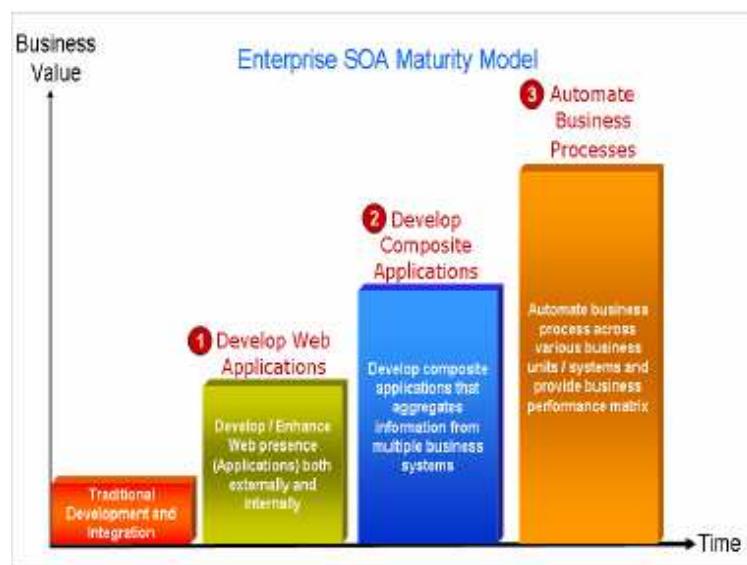 Business
Value
Enterprise SOA Maturity Model
3 Automate
Business
Processes
2 Develop
Composite
Applications
1 Develop Web
Applications
Automate business
process across
various business
units / systems and
provide business
performance matrix
Develop composite
applications that
aggregates
information from
multiple business
systems
Develop / Enhance
Web presence
(Applications) both
externally and
internally
Traditional
Development and
Integration
Time